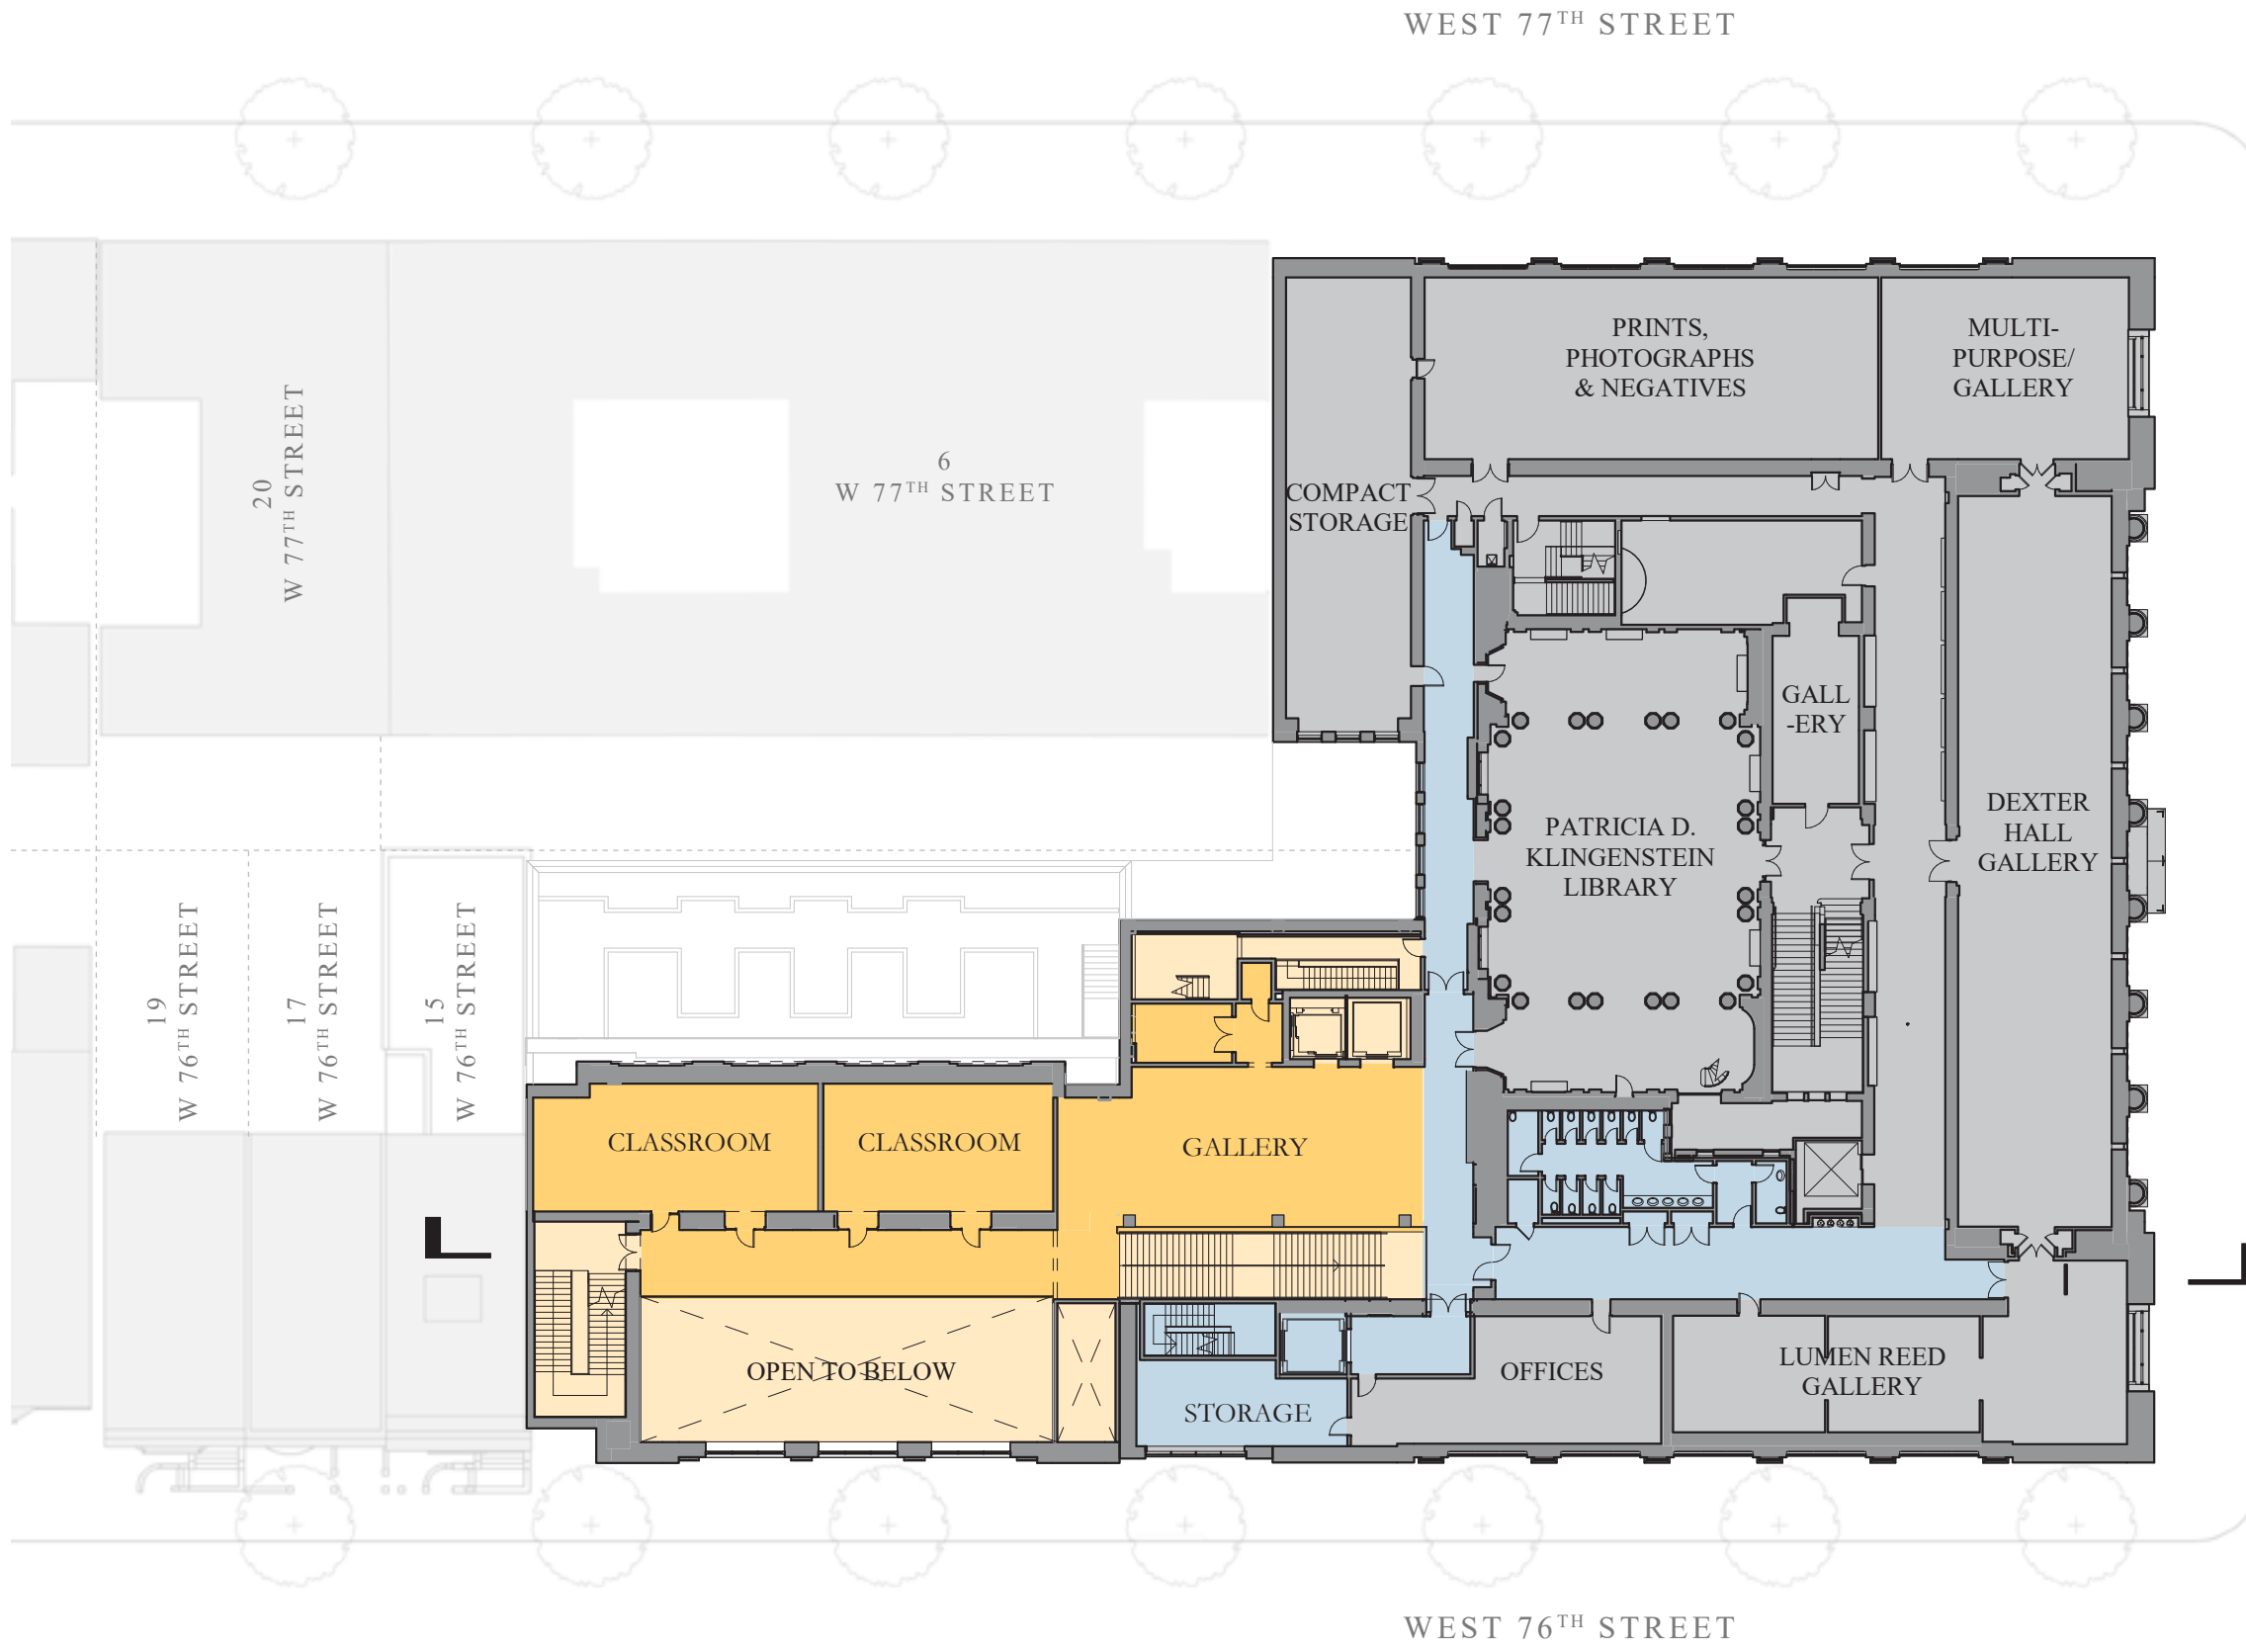 WEST 77TH STREET
PRINTS,
PHOTOGRAPHS
& NEGATIVES
MULTI-
PURPOSE/
GALLERY
20
W 77TH STREET
6
W 77TH STREET
COMPACT
STORAGE
GALL
-ERY
DEXTER
HALL
GALLERY
PATRICIA D.
KLINGENSTEIN
LIBRARY
19
W 76TH STREET
17
W 76TH STREET
15
W 76TH STREET
CLASSROOM
CLASSROOM
GALLERY
OPEN TO BELOW
STORAGE
OFFICES
LUMEN REED
GALLERY
WEST 76TH STREET